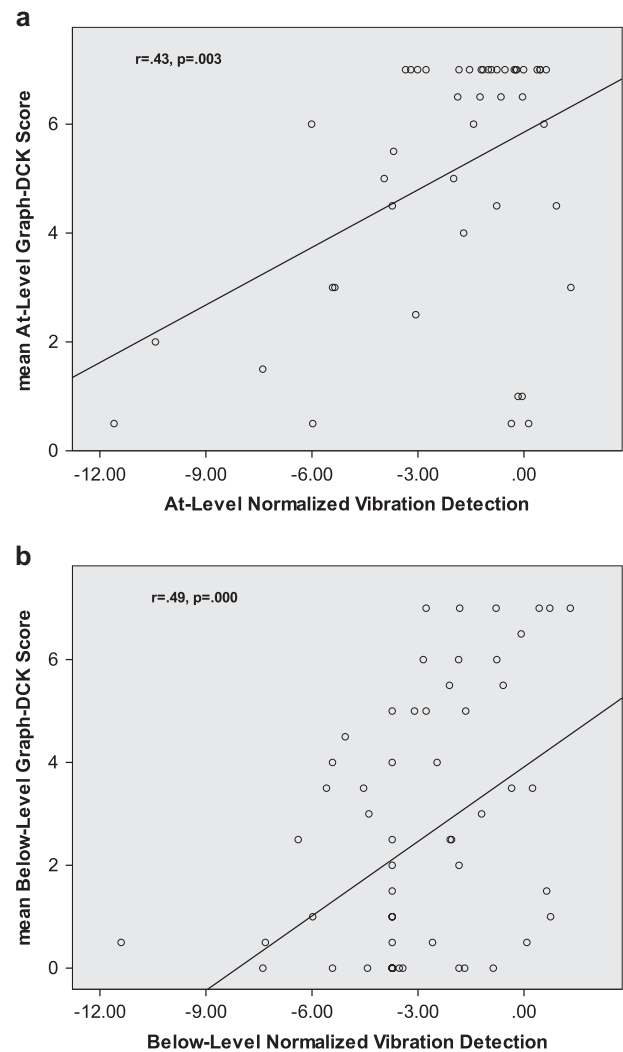 a
r=.43, p=.003
mean At-Level Graph-DCK Score
6
4
2
0
-12.00 -9.00 -6.00 -3.00 .00
At-Level Normalized Vibration Detection
b
r=.49, p=.000
mean Below-Level Graph-DCK Score
6
4
2
0
-12.00 -9.00 -6.00 -3.00 .00
Below-Level Normalized Vibration Detection